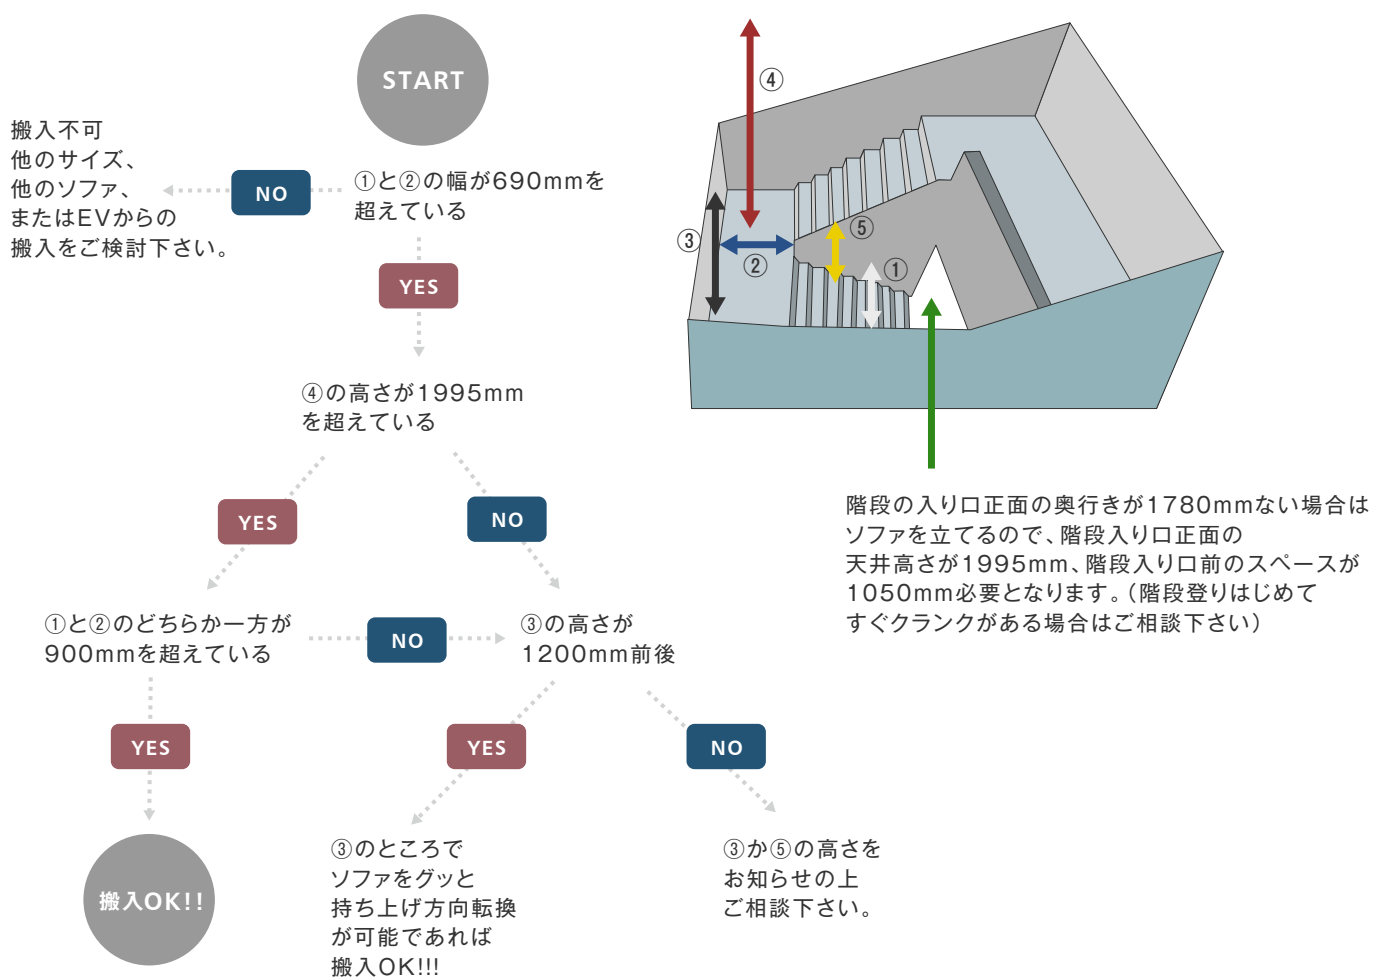 START
搬入不可
他のサイズ、
他のソファ、
またはEVからの
搬入をご検討下さい。
NO
①と②の幅が690mmを
超えている
YES
④の高さが1995mm
を超えている
YES
NO
①と②のどちらか一方が
900mmを超えている
NO
③の高さが
1200mm前後
YES
YES
NO
搬入OK!!
③のところで
ソファをグッと
持ち上げ方向転換
が可能であれば
搬入OK!!!
③か⑤の高さを
お知らせの上
ご相談下さい。
④
③
②
⑤
①
階段の入り口正面の奥行きが1780mmない場合は
ソファを立てるので、階段入り口正面の
天井高さが1995mm、階段入り口前のスペースが
1050mm必要となります。（階段登りはじめて
すぐクランクがある場合はご相談下さい）